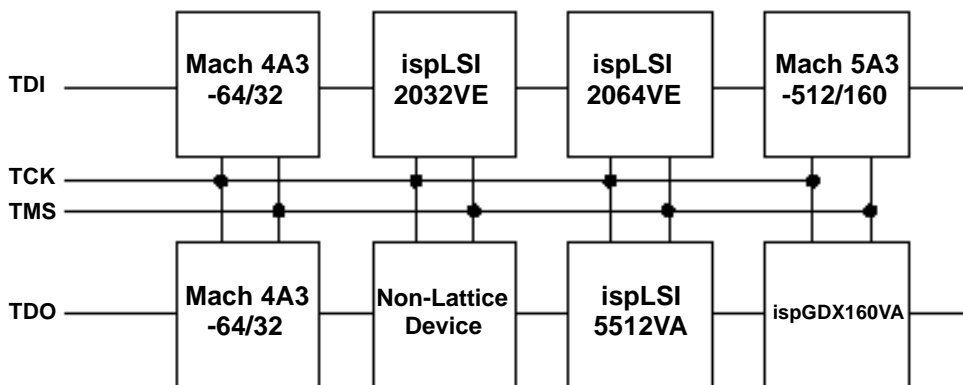 Mach 4A3
-64/32
ispLSI
2032VE
ispLSI
2064VE
Mach 5A3
-512/160
TDI
TCK
TMS
TDO
Mach 4A3
-64/32
Non-Lattice
Device
ispLSI
5512VA
ispGDX160VA